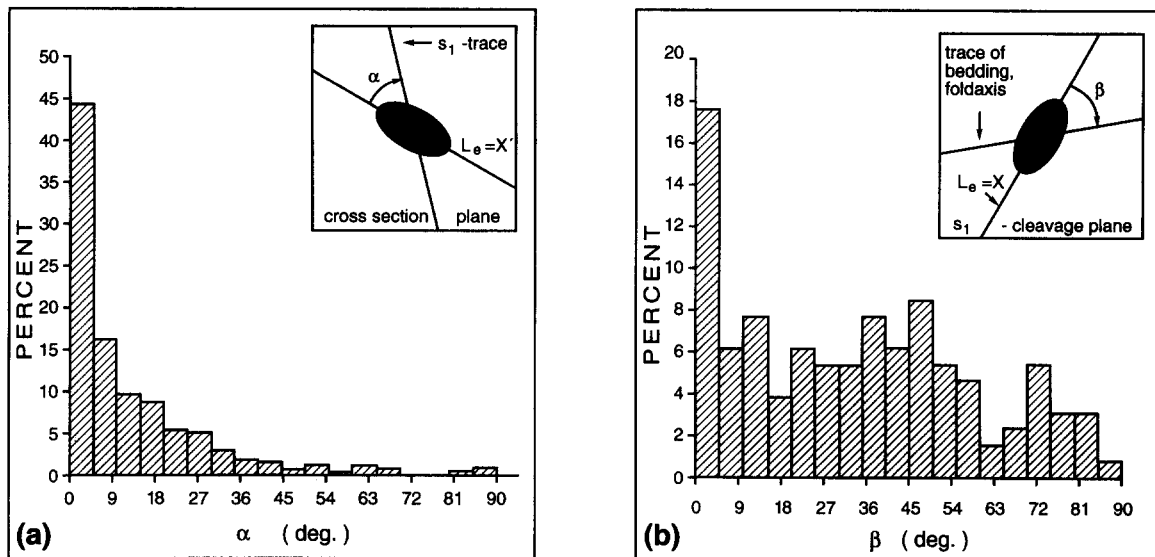 50
45
40
35
30
25
20
15
10
5
0
PERCENT
s1 -trace
α
Le=X´
cross section plane
0 9 18 27 36 45 54 63 72 81 90
(a)
α (deg.)
20
18
16
14
12
10
8
6
4
2
0
PERCENT
trace of
bedding,
foldaxis
β
Le=X
s1 - cleavage plane
0 9 18 27 36 45 54 63 72 81 90
(b)
β (deg.)